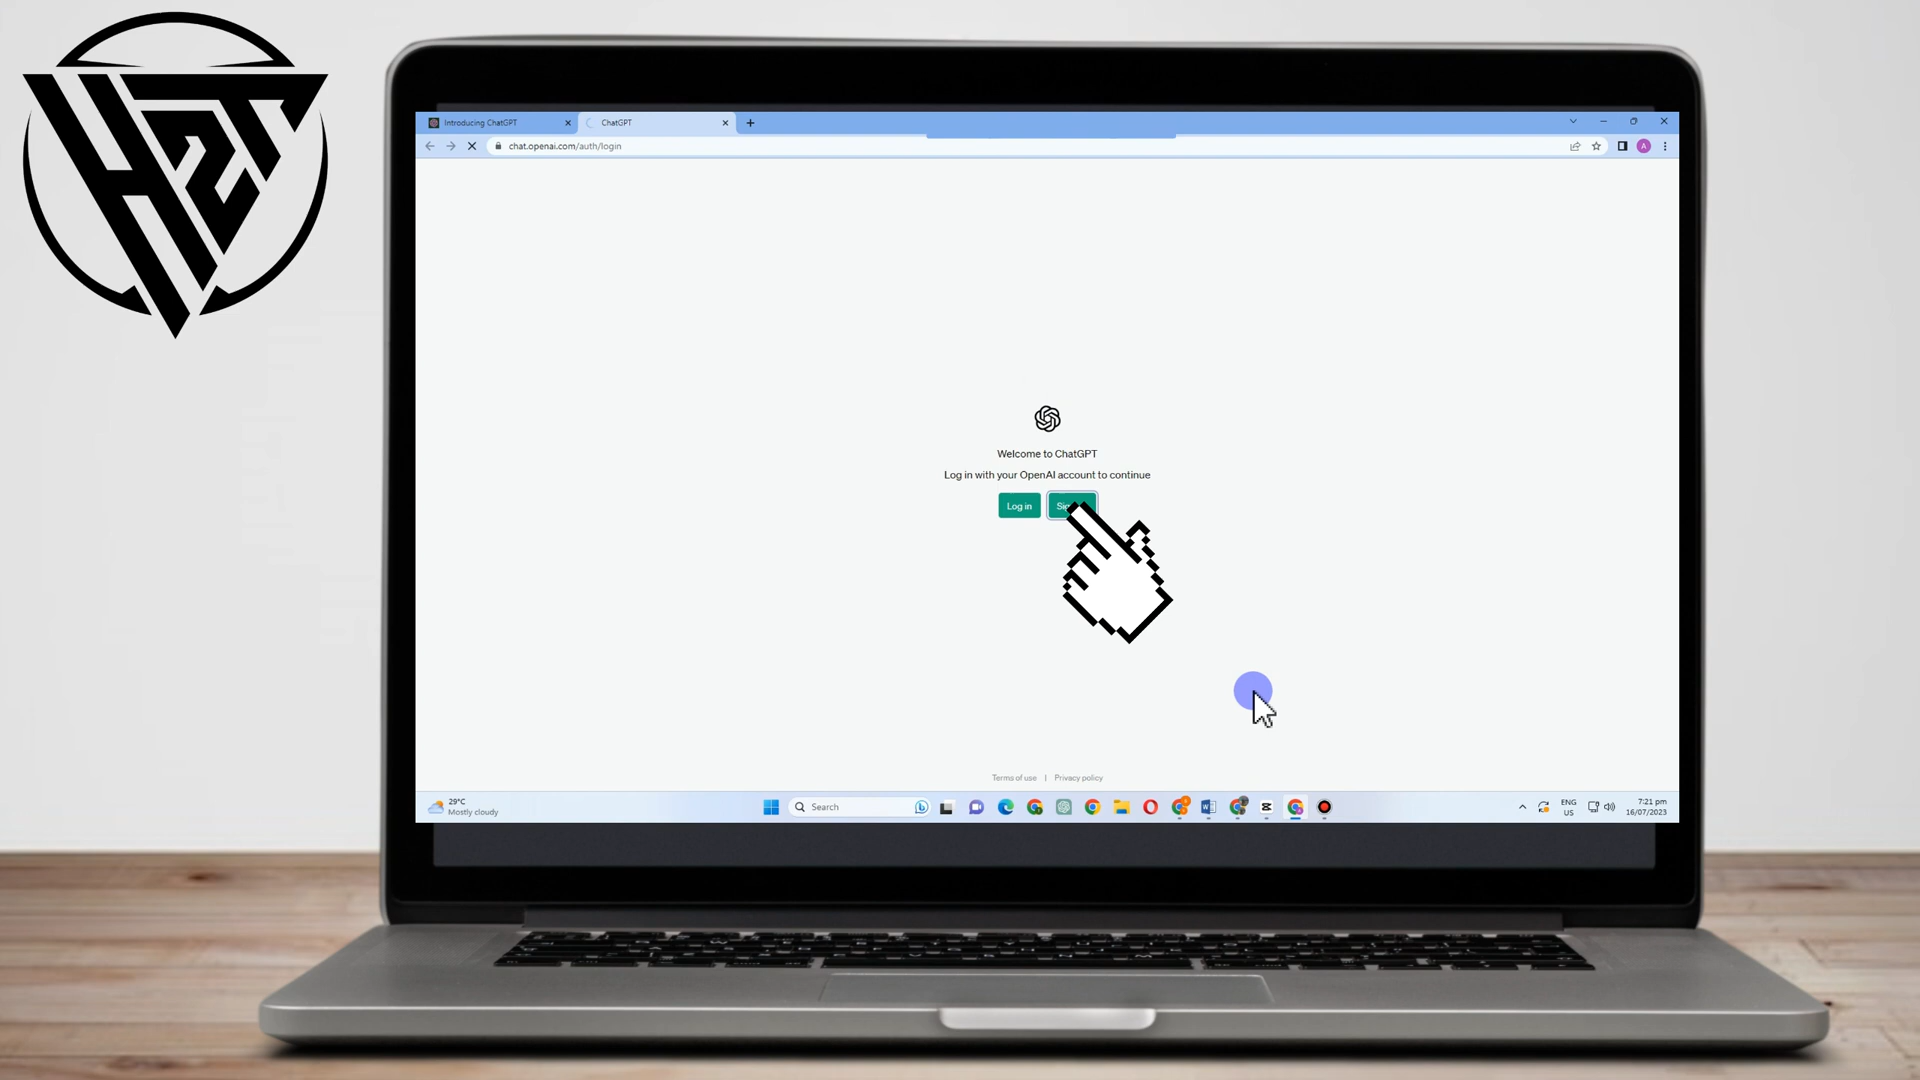 H2T
Introducing ChatGPT
ChatGPT
chat.openai.com/auth/login
A
Welcome to ChatGPT
Log in with your OpenAI account to continue
Log in
Terms of use | Privacy policy
29°C
Mostly cloudy
Search
ENG
US
7:21 pm
16/07/2023